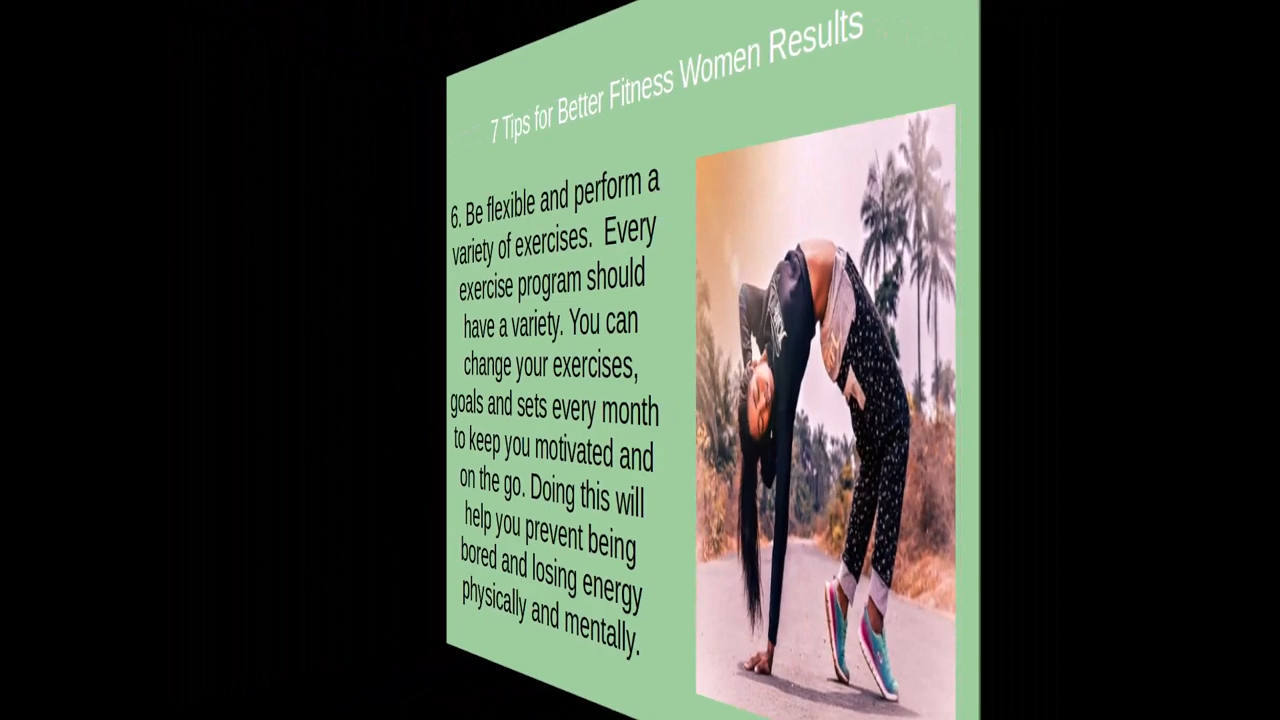 7 Tips for Better Fitness Women Results
6. Be flexible and perform a
variety of exercises.  Every
exercise program should
have a variety. You can
change your exercises,
goals and sets every month
to keep you motivated and
on the go. Doing this will
help you prevent being
bored and losing energy
physically and mentally.